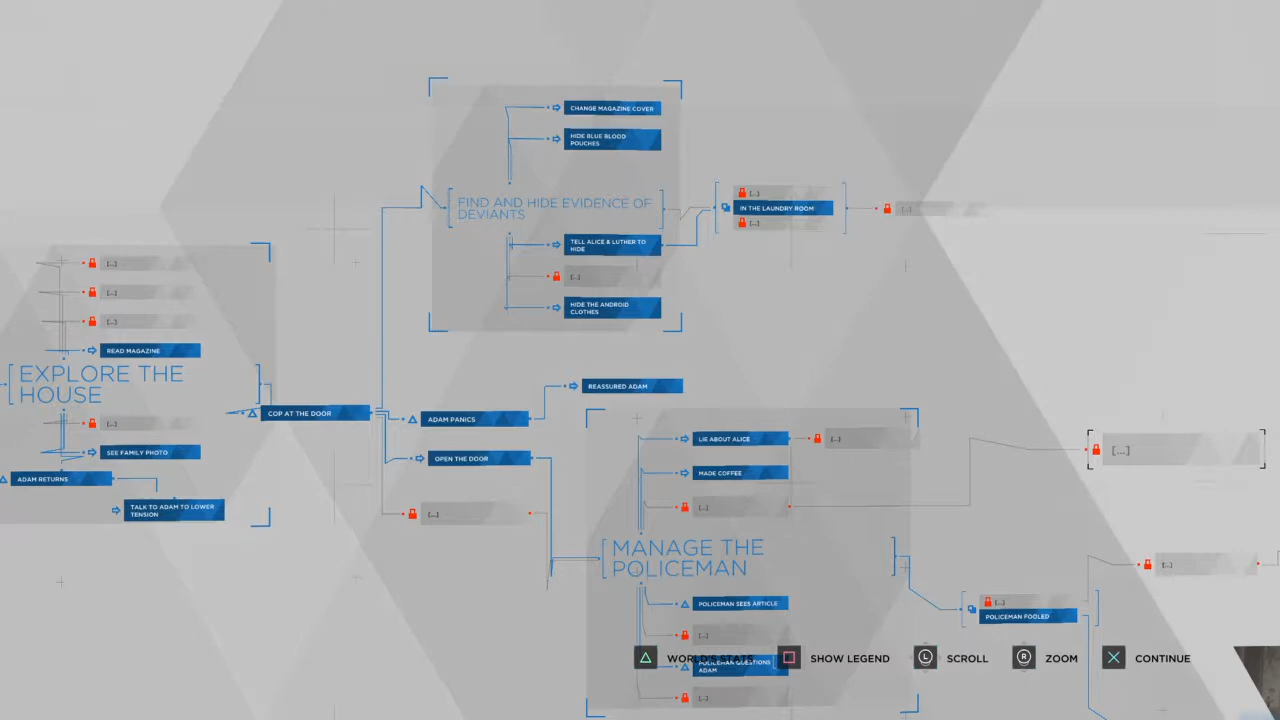 CHANGE MAGAZINE COVER
HIDE BLUE BLOOD
POUCHES
FIND AND HIDE EVIDENCE OF
DEVIANTS
TELL ALICE & LUTHER TO
HIDE
[...]
HIDE THE ANDROID
CLOTHES
[...]
IN THE LAUNDRY ROOM
[...]
[...]
[...]
[...]
[...]
READ MAGAZINE
EXPLORE THE
HOUSE
[...]
SEE FAMILY PHOTO
ADAM RETURNS
TALK TO ADAM TO LOWER
TENSION
COP AT THE DOOR
REASSURED ADAM
ADAM PANICS
OPEN THE DOOR
[...]
LIE ABOUT ALICE
[...]
MADE COFFEE
[...]
MANAGE THE
POLICEMAN
POLICEMAN SEES ARTICLE
[...]
POLICEMAN QUESTIONS
ADAM
[...]
[...]
[...]
[...]
POLICEMAN FOOLED
WORLD STATS
SHOW LEGEND
L
SCROLL
R
ZOOM
CONTINUE